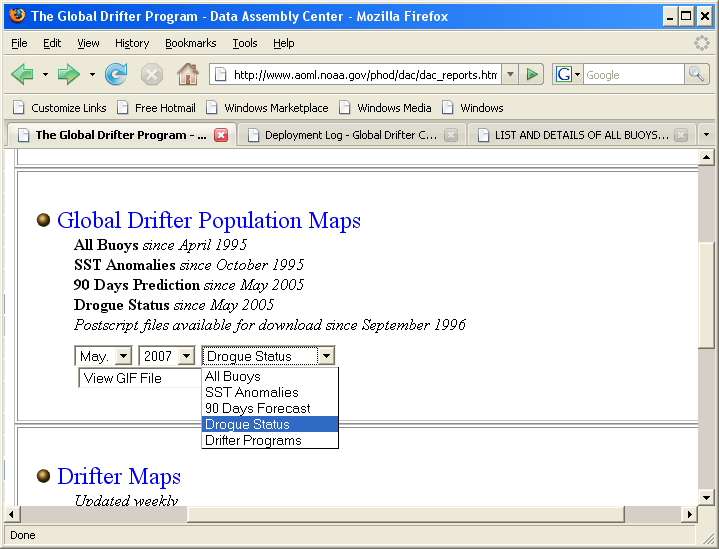 The Global Drifter Program - Data Assembly Center - Mozilla Firefox
File Edit View History Bookmarks Tools Help
http://www.aoml.noaa.gov/phod/dac/dac_reports.htm
G Google
Customize Links Free Hotmail Windows Marketplace Windows Media Windows
The Global Drifter Program - ... Deployment Log - Global Drifter C... LIST AND DETAILS OF ALL BUOYS...
Global Drifter Population Maps
All Buoys since April 1995
SST Anomalies since October 1995
90 Days Prediction since May 2005
Drogue Status since May 2005
Postscript files available for download since September 1996
May. 2007 Drogue Status
View GIF File
All Buoys
SST Anomalies
90 Days Forecast
Drogue Status
Drifter Programs
Drifter Maps
Updated weekly
Done